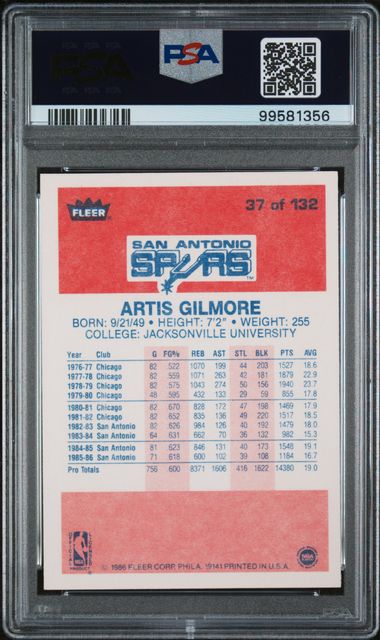 PSA
PSA
99581356
FLEER
37 of 132
SAN ANTONIO
SPURS TM
ARTIS GILMORE
BORN: 9/21/49 • HEIGHT: 7'2" • WEIGHT: 255
COLLEGE: JACKSONVILLE UNIVERSITY
Year Club G FG% REB AST STL BLK PTS AVG
1976-77 Chicago 82 .522 1070 199 44 203 1527 18.6
1977-78 Chicago 82 .559 1071 263 42 181 1879 22.9
1978-79 Chicago 82 .575 1043 274 50 156 1940 23.7
1979-80 Chicago 48 .595 432 133 29 59 855 17.8
1980-81 Chicago 82 .670 828 172 47 198 1469 17.9
1981-82 Chicago 82 .652 835 136 49 220 1517 18.5
1982-83 San Antonio 82 .626 984 126 40 192 1479 18.0
1983-84 San Antonio 64 .631 662 70 36 132 982 15.3
1984-85 San Antonio 81 .623 846 131 40 173 1548 19.1
1985-86 San Antonio 71 .618 600 102 39 108 1184 16.7
Pro Totals 756 .600 8371 1606 416 1622 14380 19.0
© 1986 FLEER CORP. PHILA. 19141 PRINTED IN U.S.A.